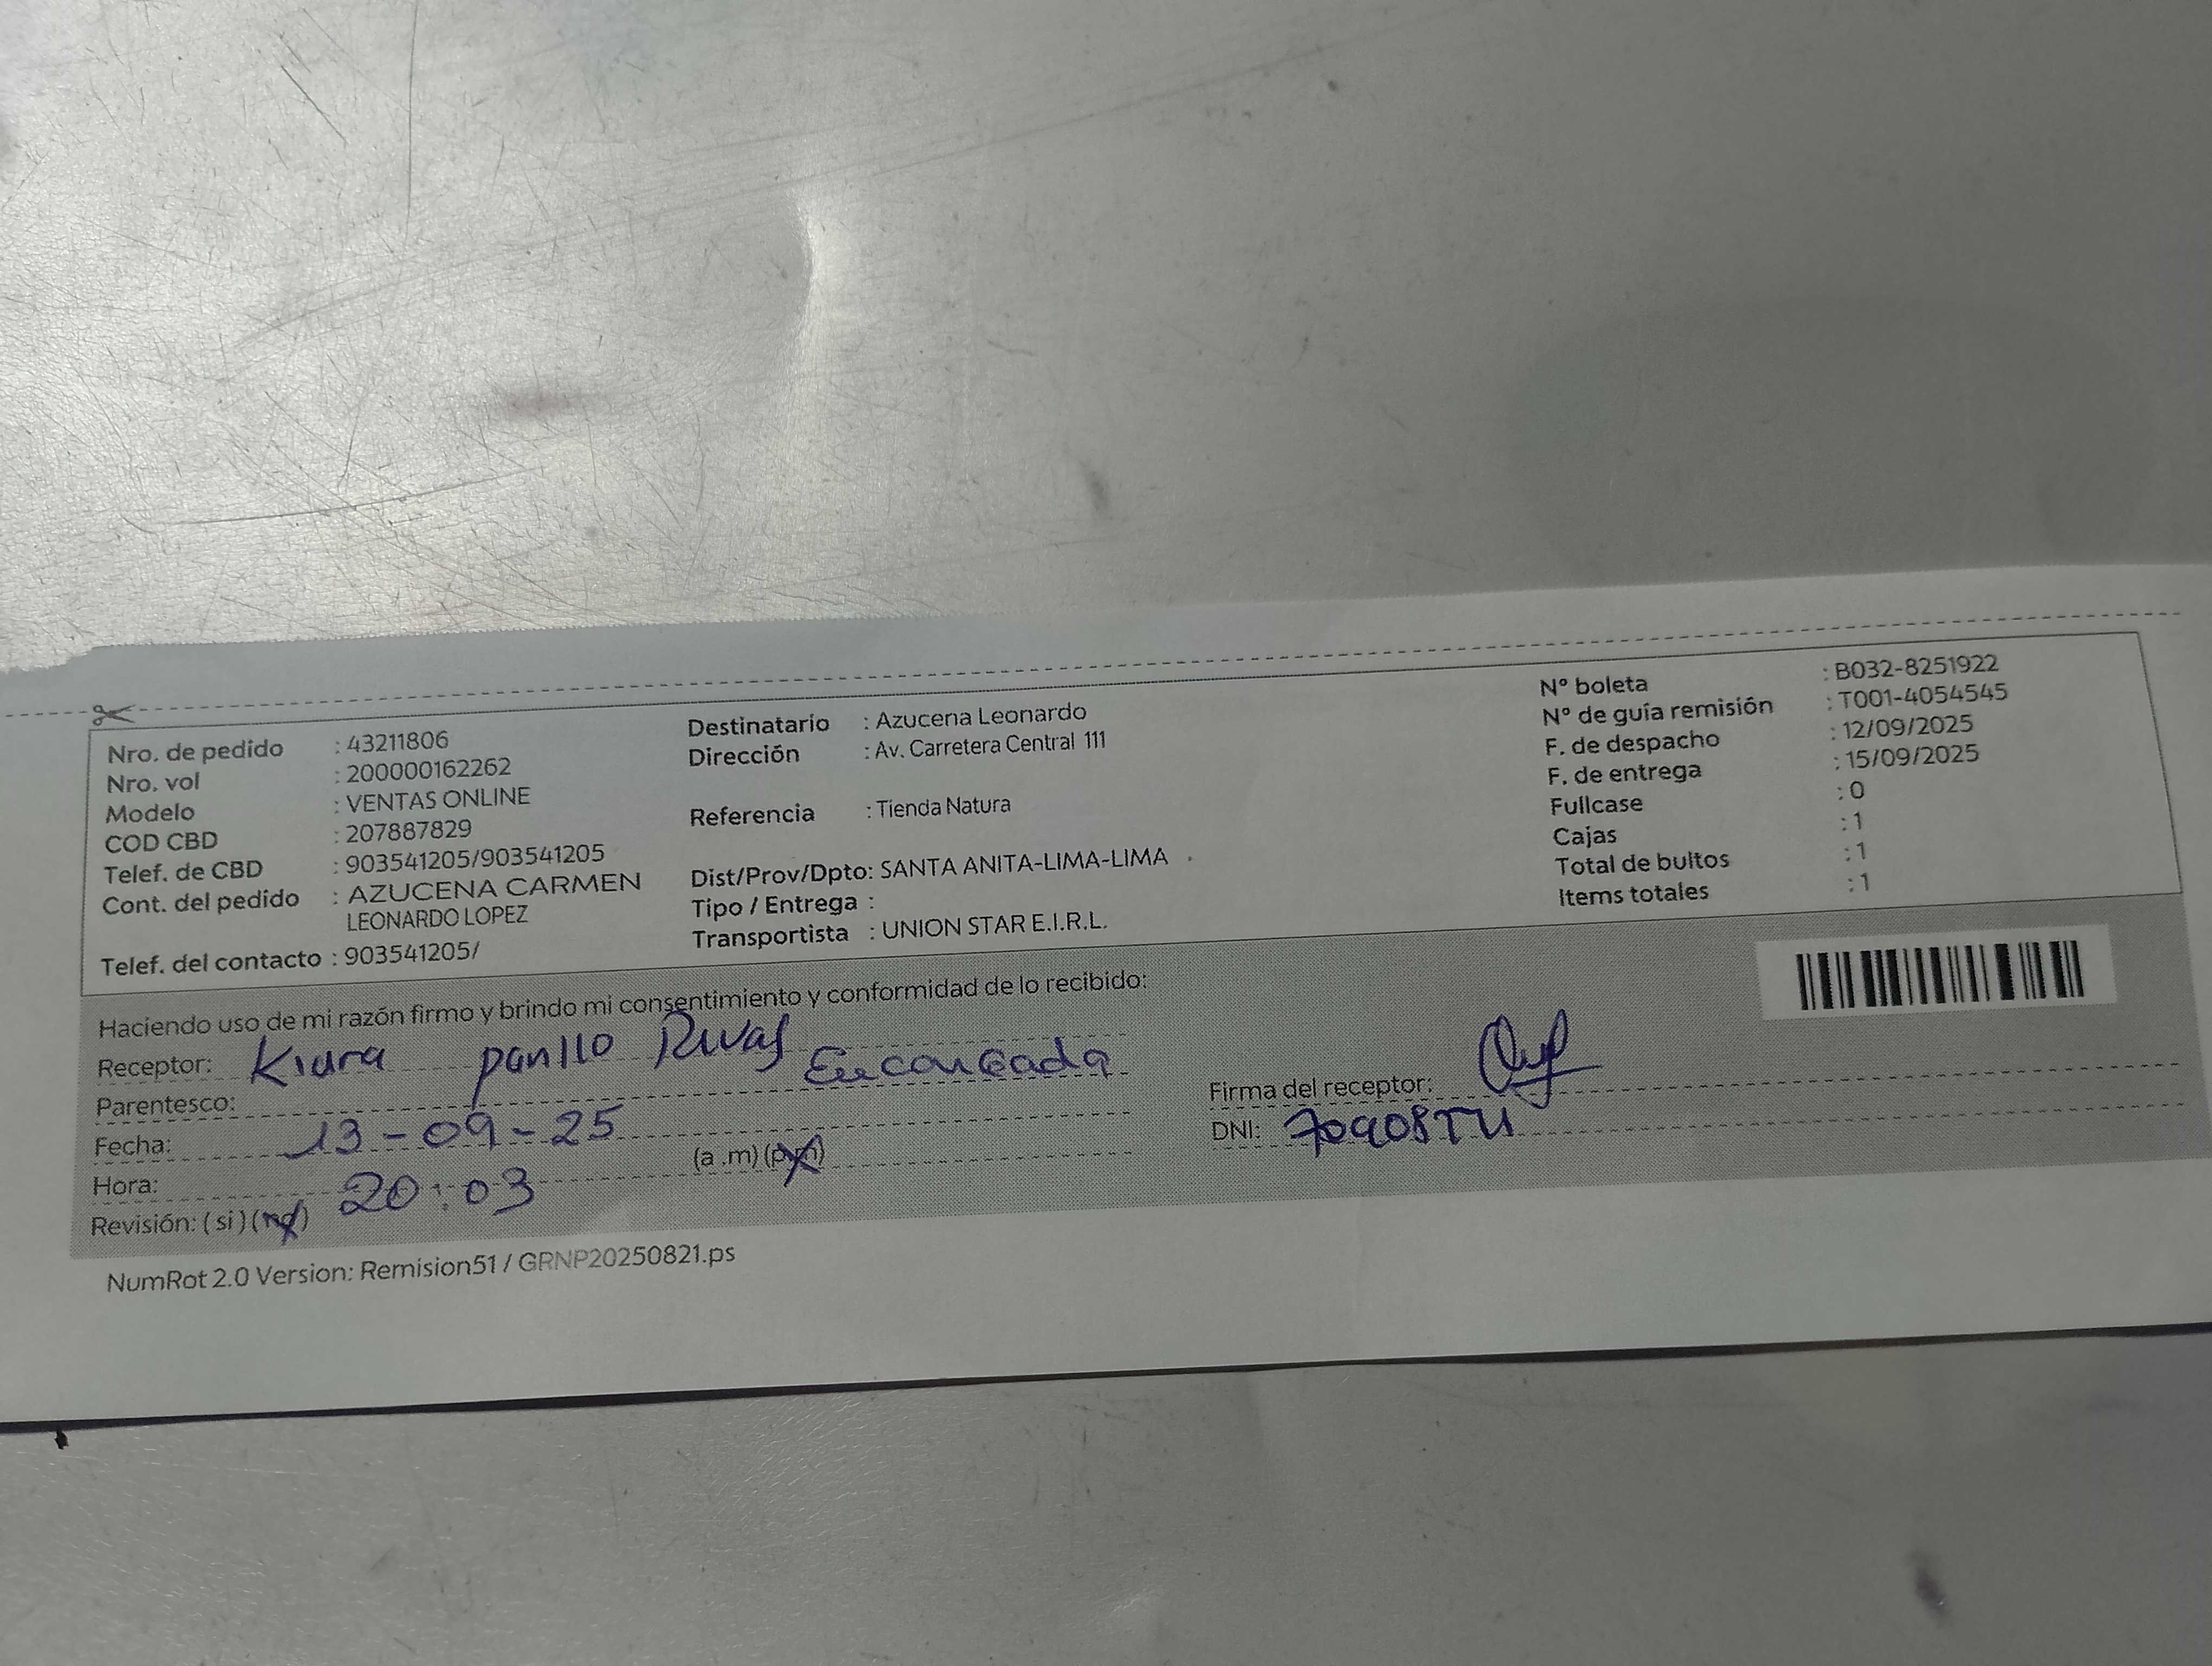 Nro. de pedido : 43211806
Nro. vol : 200000162262
Modelo : VENTAS ONLINE
COD CBD : 207887829
Telef. de CBD : 903541205/903541205
Cont. del pedido : AZUCENA CARMEN
LEONARDO LOPEZ
Telef. del contacto : 903541205/
Destinatario : Azucena Leonardo
Dirección : Av. Carretera Central 111
Referencia : Tienda Natura
Dist/Prov/Dpto: SANTA ANITA-LIMA-LIMA
Tipo / Entrega :
Transportista : UNION STAR E.I.R.L.
N° boleta : B032-8251922
N° de guía remisión : T001-4054545
F. de despacho : 12/09/2025
F. de entrega : 15/09/2025
Fullcase : 0
Cajas : 1
Total de bultos : 1
Items totales : 1
Haciendo uso de mi razón firmo y brindo mi consentimiento y conformidad de lo recibido:
Receptor: Kiara Rivas
Parentesco: Encargada
Fecha: 13-09-25
Hora: 20:03 (a .m) (p.m)
Revisión: (si) (no)
Firma del receptor:
DNI:
NumRot 2.0 Version: Remision51 / GRNP20250821.ps